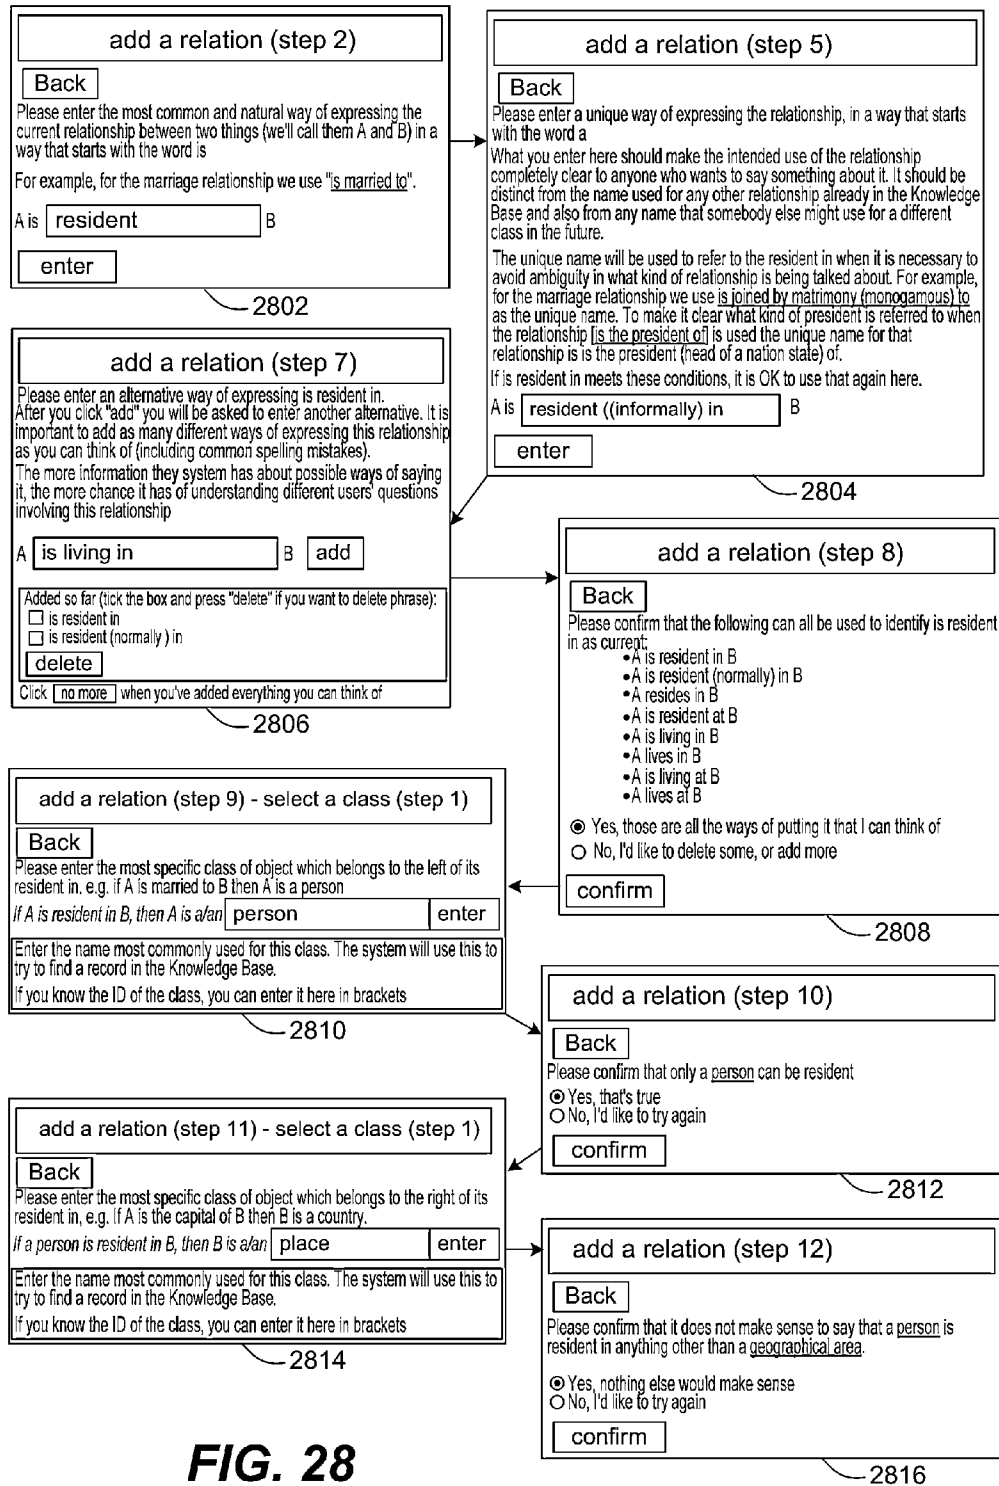 add a relation (step 2)
Back
Please enter the most common and natural way of expressing the
current relationship between two things (we'll call them A and B) in a
way that starts with the word is
For example, for the marriage relationship we use "is married to".
A is resident B
enter
2802
add a relation (step 5)
Back
Please enter a unique way of expressing the relationship, in a way that starts
with the word a
What you enter here should make the intended use of the relationship
completely clear to anyone who wants to say something about it. It should be
distinct from the name used for any other relationship already in the Knowledge
Base and also from any name that somebody else might use for a different
class in the future.
The unique name will be used to refer to the resident in when it is necessary to
avoid ambiguity in what kind of relationship is being talked about. For example,
for the marriage relationship we use is joined by matrimony (monogamous) to
as the unique name. To make it clear what kind of president is referred to when
the relationship [is the president of] is used the unique name for that
relationship is is the president (head of a nation state) of.
If is resident in meets these conditions, it is OK to use that again here.
A is resident ((informally) in B
enter
2804
add a relation (step 7)
Please enter an alternative way of expressing is resident in.
After you click "add" you will be asked to enter another alternative. It is
important to add as many different ways of expressing this relationship
as you can think of (including common spelling mistakes).
The more information they system has about possible ways of saying
it, the more chance it has of understanding different users' questions
involving this relationship
A is living in B add
Added so far (tick the box and press "delete" if you want to delete phrase):
is resident in
is resident (normally ) in
delete
Click no more when you've added everything you can think of
2806
add a relation (step 8)
Back
Please confirm that the following can all be used to identify is resident
in as current:
•A is resident in B
•A is resident (normally) in B
•A resides in B
•A is resident at B
•A is living in B
•A lives in B
•A is living at B
•A lives at B
Yes, those are all the ways of putting it that I can think of
No, I'd like to delete some, or add more
confirm
2808
add a relation (step 9) - select a class (step 1)
Back
Please enter the most specific class of object which belongs to the left of its
resident in, e.g. if A is married to B then A is a person
If A is resident in B, then A is a/an person enter
Enter the name most commonly used for this class. The system will use this to
try to find a record in the Knowledge Base.
If you know the ID of the class, you can enter it here in brackets
2810
add a relation (step 10)
Back
Please confirm that only a person can be resident
Yes, that's true
No, I'd like to try again
confirm
2812
add a relation (step 11) - select a class (step 1)
Back
Please enter the most specific class of object which belongs to the right of its
resident in, e.g. If A is the capital of B then B is a country.
If a person is resident in B, then B is a/an place enter
Enter the name most commonly used for this class. The system will use this to
try to find a record in the Knowledge Base.
If you know the ID of the class, you can enter it here in brackets
2814
add a relation (step 12)
Back
Please confirm that it does not make sense to say that a person is
resident in anything other than a geographical area.
Yes, nothing else would make sense
No, I'd like to try again
confirm
2816
FIG. 28